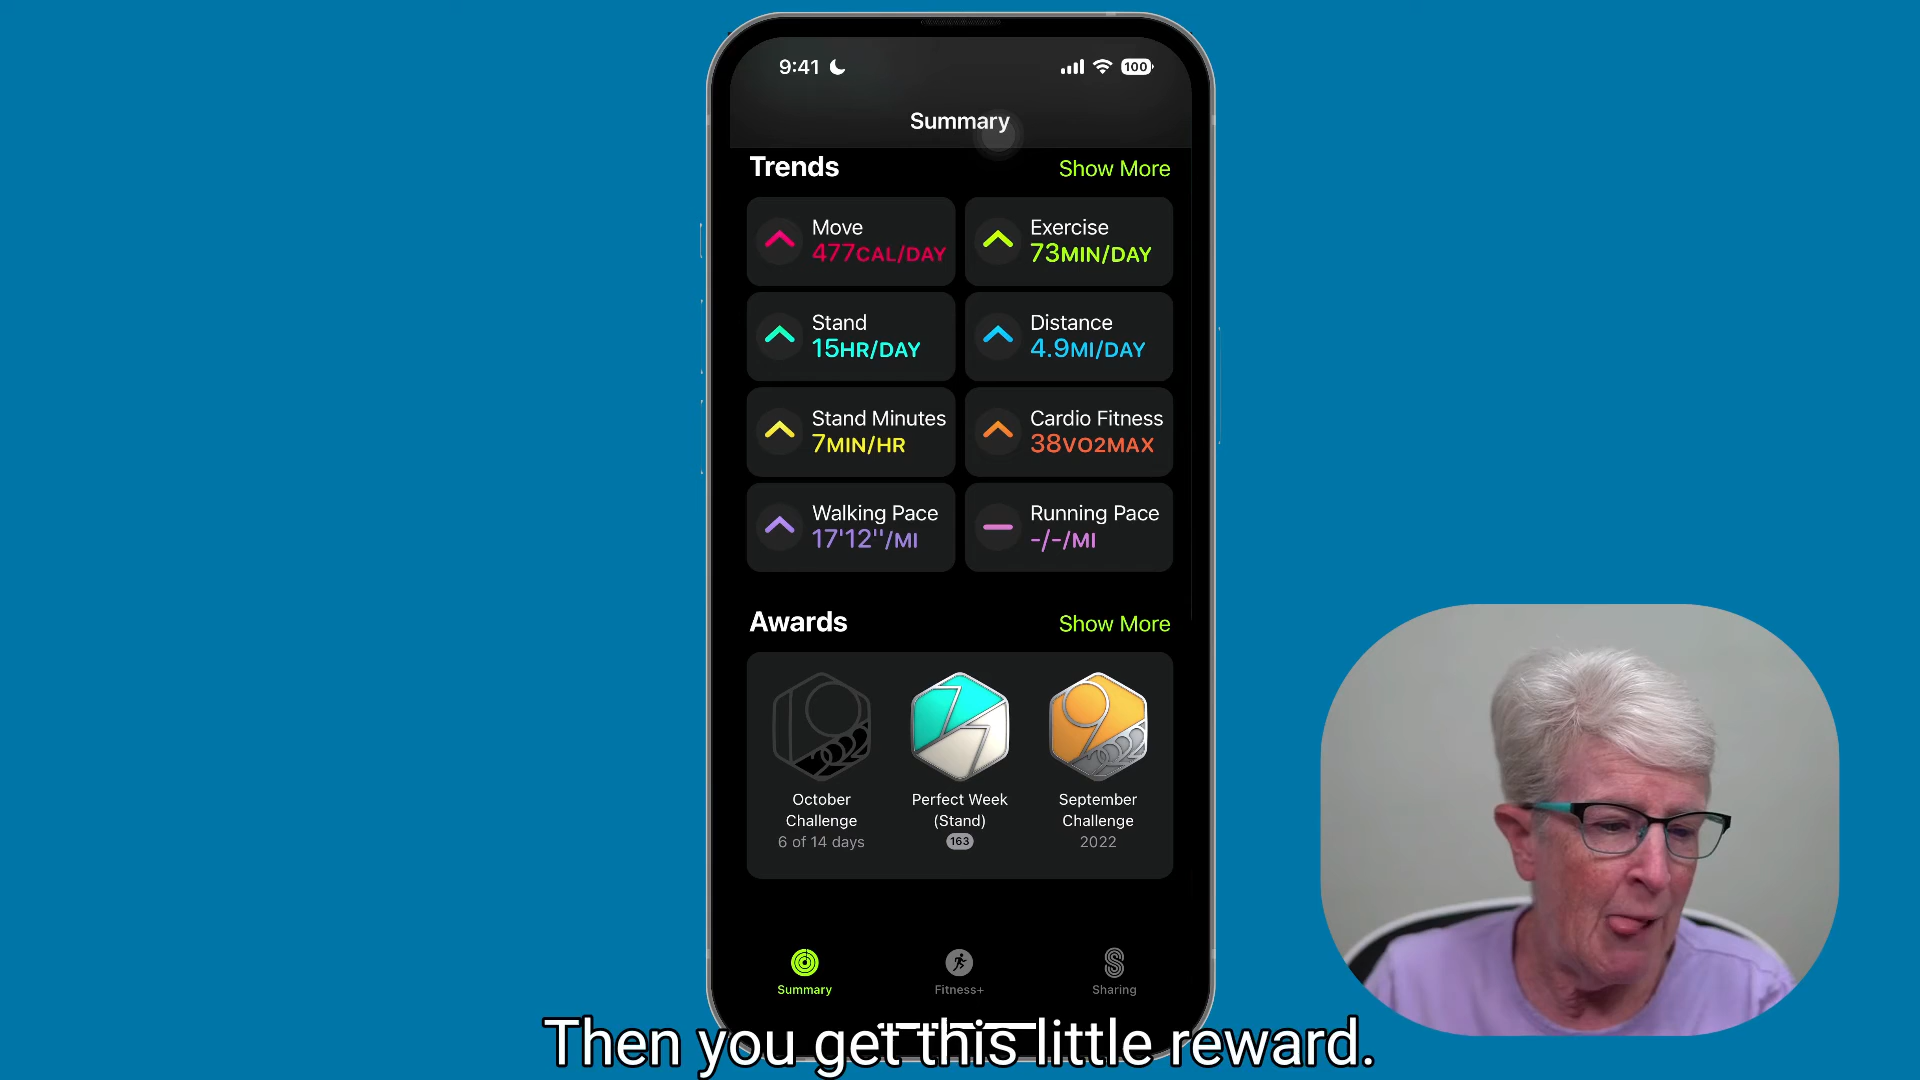 9:41
100
Summary
Trends
Show More
Move
477CAL/DAY
Exercise
73MIN/DAY
Stand
15HR/DAY
Distance
4.9MI/DAY
Stand Minutes
7MIN/HR
Cardio Fitness
38VO2MAX
Walking Pace
17'12''/MI
Running Pace
-/-/MI
Awards
Show More
October
Challenge
6 of 14 days
Perfect Week
(Stand)
163
September
Challenge
2022
Summary
Fitness+
Sharing
Then you get this little reward.